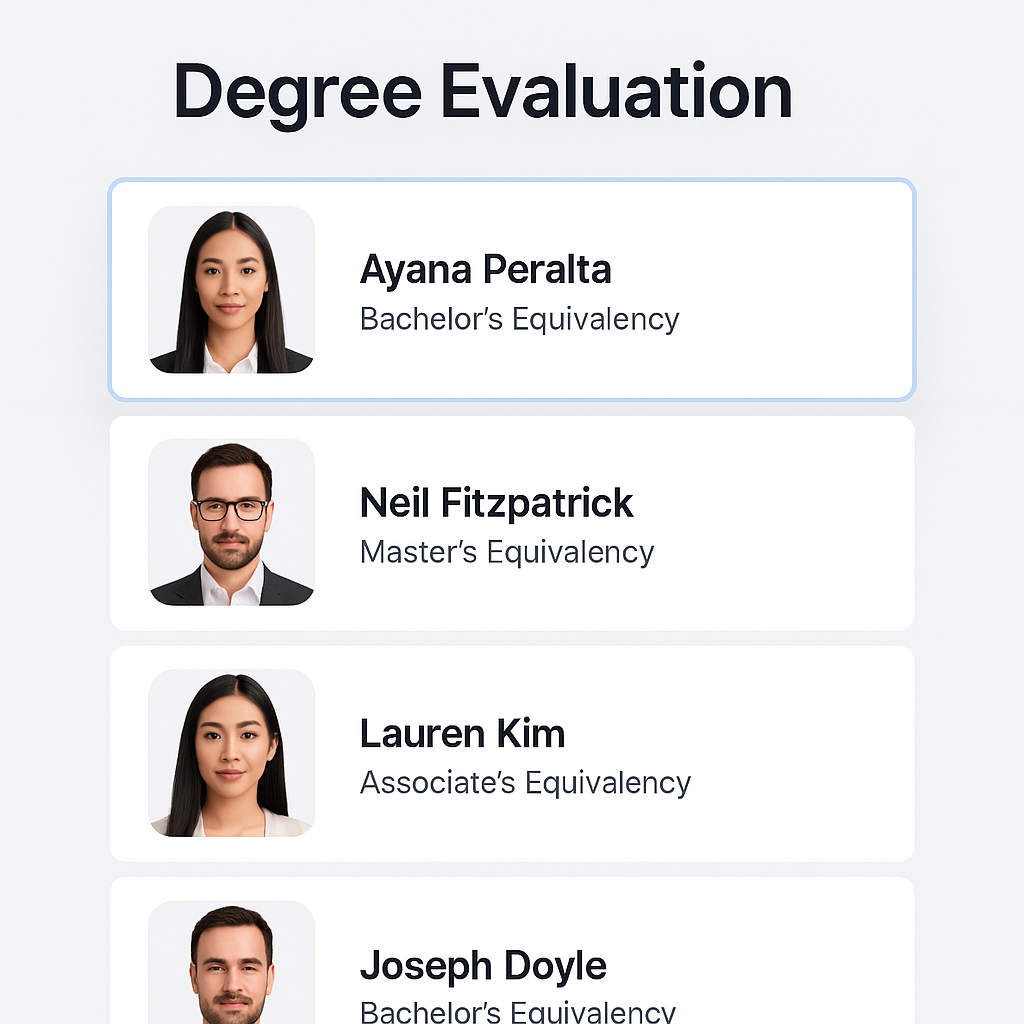 Degree Evaluation
Ayana Peralta
Bachelor’s Equivalency
Neil Fitzpatrick
Master’s Equivalency
Lauren Kim
Associate’s Equivalency
Joseph Doyle
Bachelor’s Equivalency